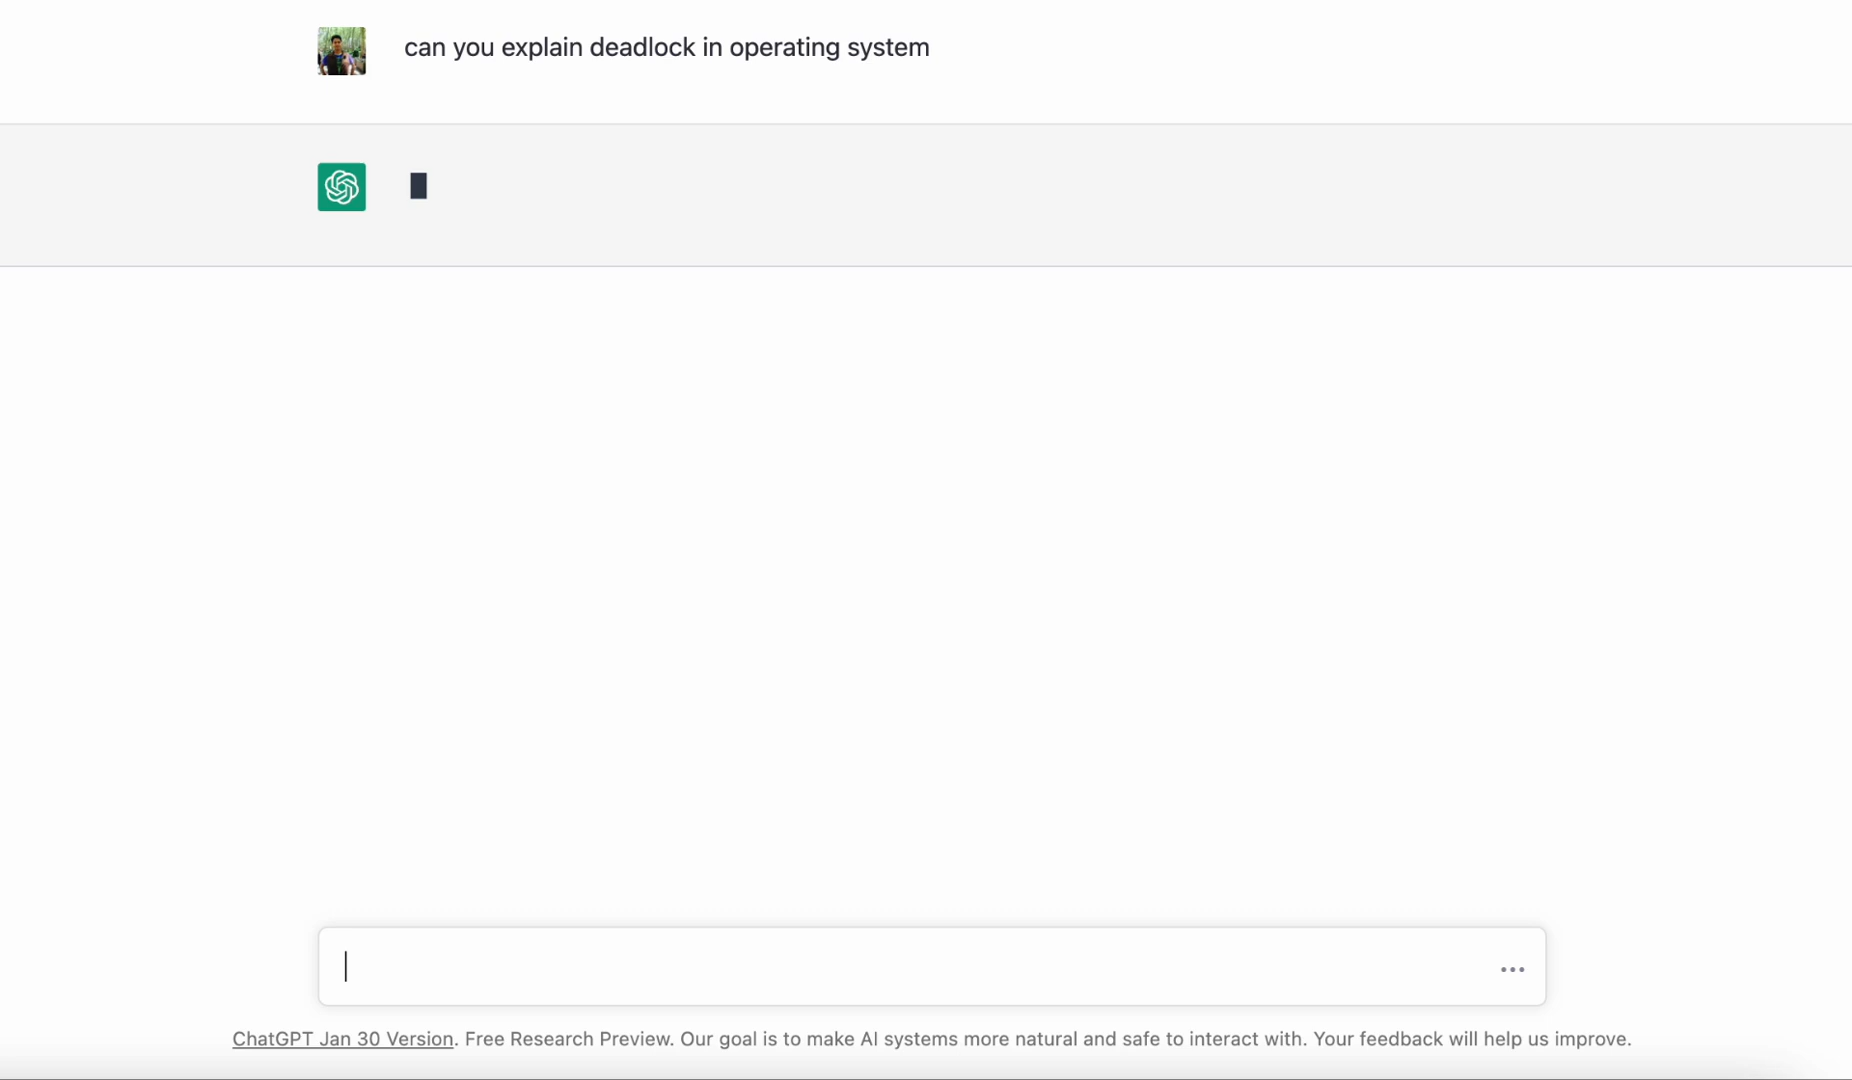 can you explain deadlock in operating system
ChatGPT Jan 30 Version. Free Research Preview. Our goal is to make AI systems more natural and safe to interact with. Your feedback will help us improve.